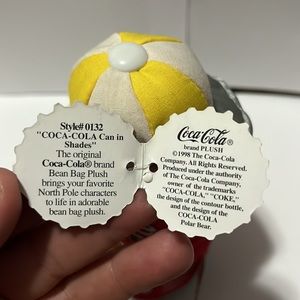 Style# 0132
"COCA-COLA Can in
Shades"
The original
Coca-Cola® brand
Bean Bag Plush
brings your favorite
North Pole characters
to life in adorable
bean bag plush.
Coca-Cola®
brand PLUSH
©1998 The Coca-Cola
Company. All Rights Reserved.
Produced under the authority
of The Coca-Cola Company,
owner of the trademarks
"COCA-COLA," "COKE,"
the design of the contour bottle,
and the design of the
COCA-COLA
Polar Bear.